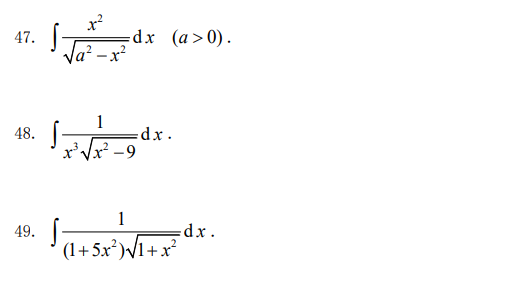 47. ∫ x²/√(a² – x²) dx (a > 0) .
48. ∫ 1/(x³√(x² – 9)) dx .
49. ∫ 1/((1+5x²)√(1+x²)) dx .